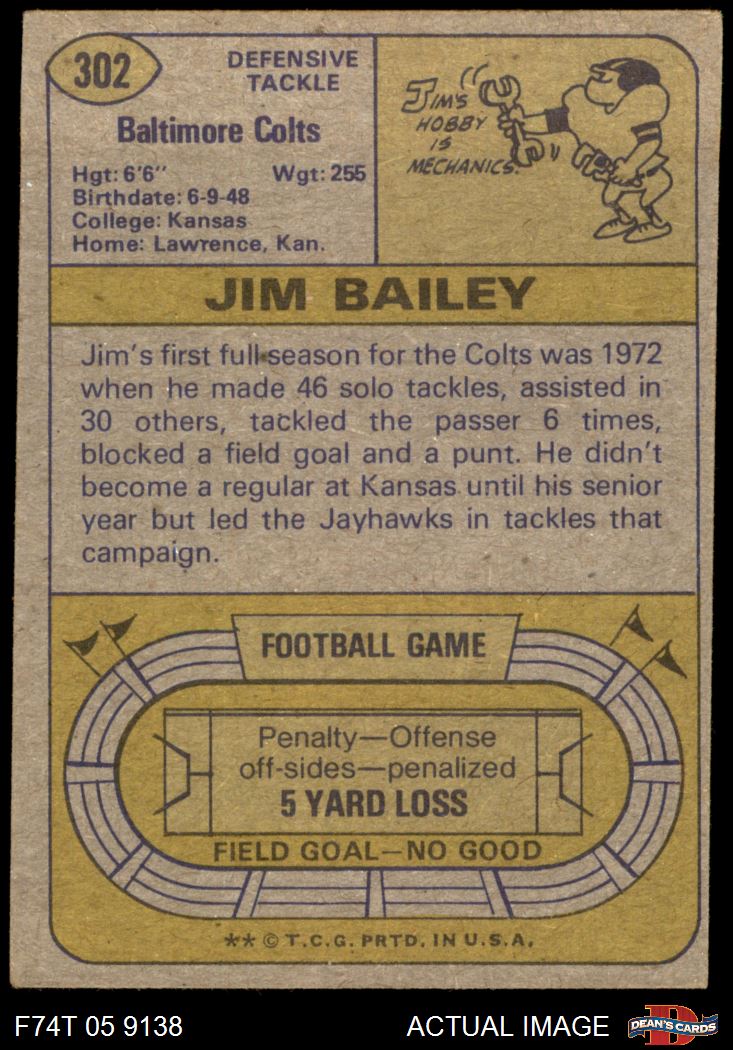 302
DEFENSIVE
TACKLE
Baltimore Colts
Hgt: 6'6" Wgt: 255
Birthdate: 6-9-48
College: Kansas
Home: Lawrence, Kan.
JIM'S
HOBBY
IS
MECHANICS.
JIM BAILEY
Jim's first full season for the Colts was 1972
when he made 46 solo tackles, assisted in
30 others, tackled the passer 6 times,
blocked a field goal and a punt. He didn't
become a regular at Kansas until his senior
year but led the Jayhawks in tackles that
campaign.
FOOTBALL GAME
Penalty—Offense
off-sides—penalized
5 YARD LOSS
FIELD GOAL—NO GOOD
** © T.C.G. PRTD. IN U.S.A.
F74T 05 9138 ACTUAL IMAGE
D
DEAN'S CARDS